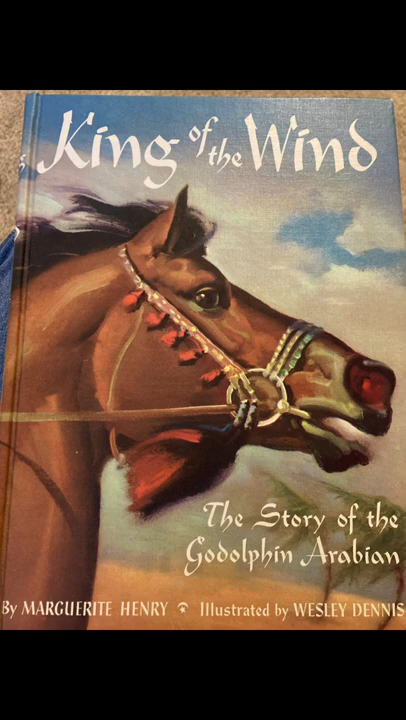 King of the Wind
The Story of the
Godolphin Arabian
By MARGUERITE HENRY Illustrated by WESLEY DENNIS